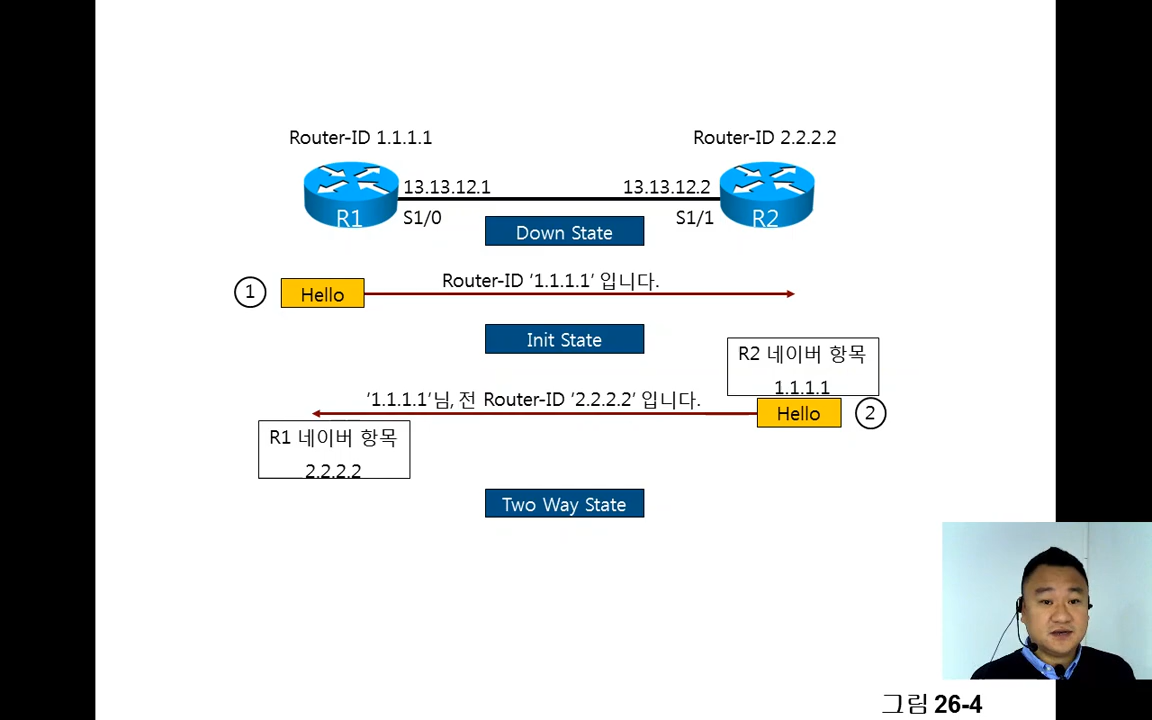 Router-ID 1.1.1.1
Router-ID 2.2.2.2
13.13.12.1
13.13.12.2
R1
S1/0
S1/1
R2
Down State
1
Hello
Router-ID '1.1.1.1' 입니다.
Init State
R2 네이버 항목
1.1.1.1
'1.1.1.1'님, 전 Router-ID '2.2.2.2' 입니다.
Hello
2
R1 네이버 항목
2.2.2.2
Two Way State
그림 26-4